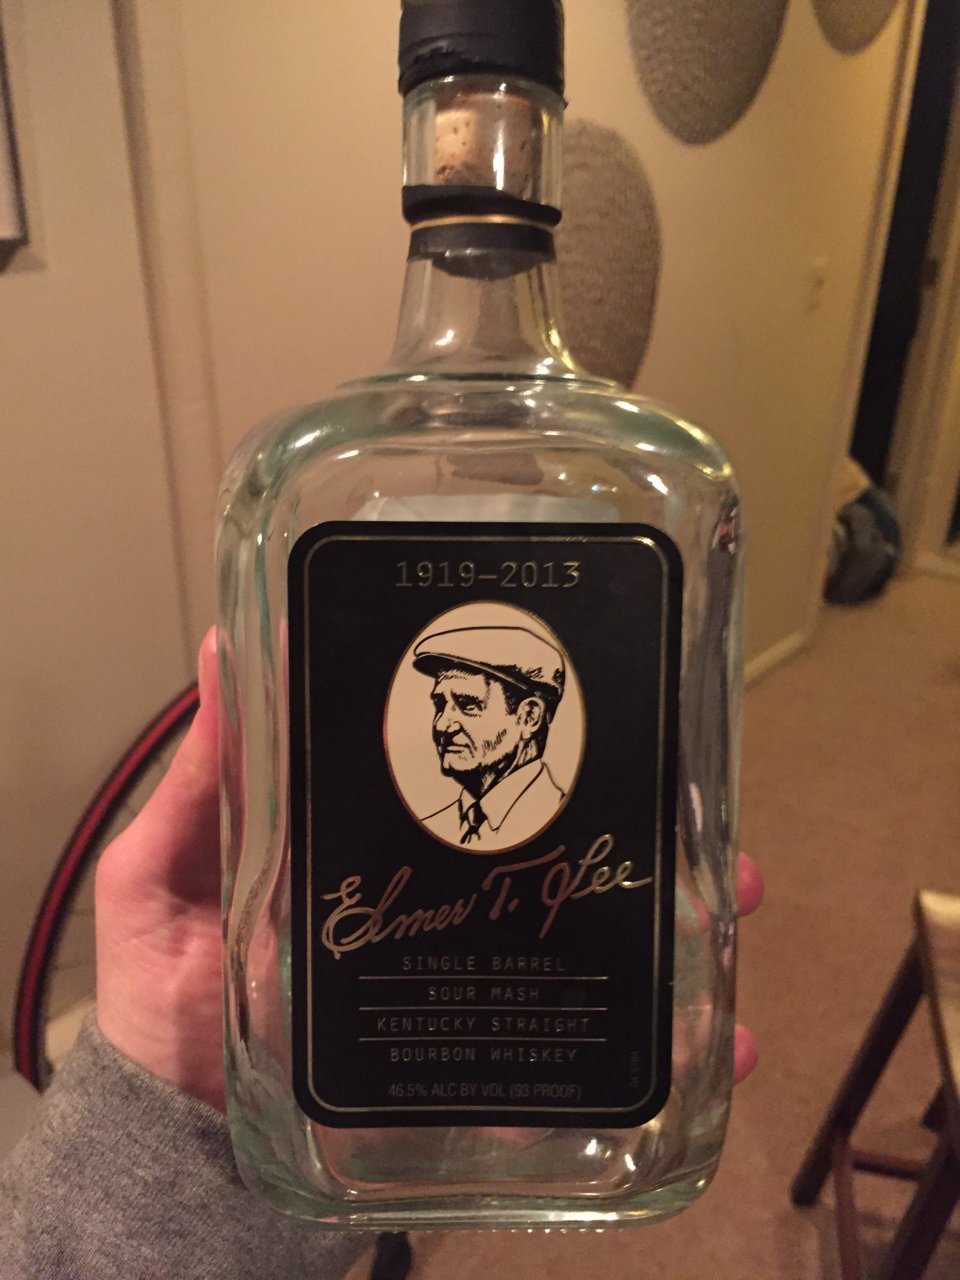 1919–2013
Elmer T. Lee
SINGLE BARREL
SOUR MASH
KENTUCKY STRAIGHT
BOURBON WHISKEY
46.5% ALC BY VOL (93 PROOF)